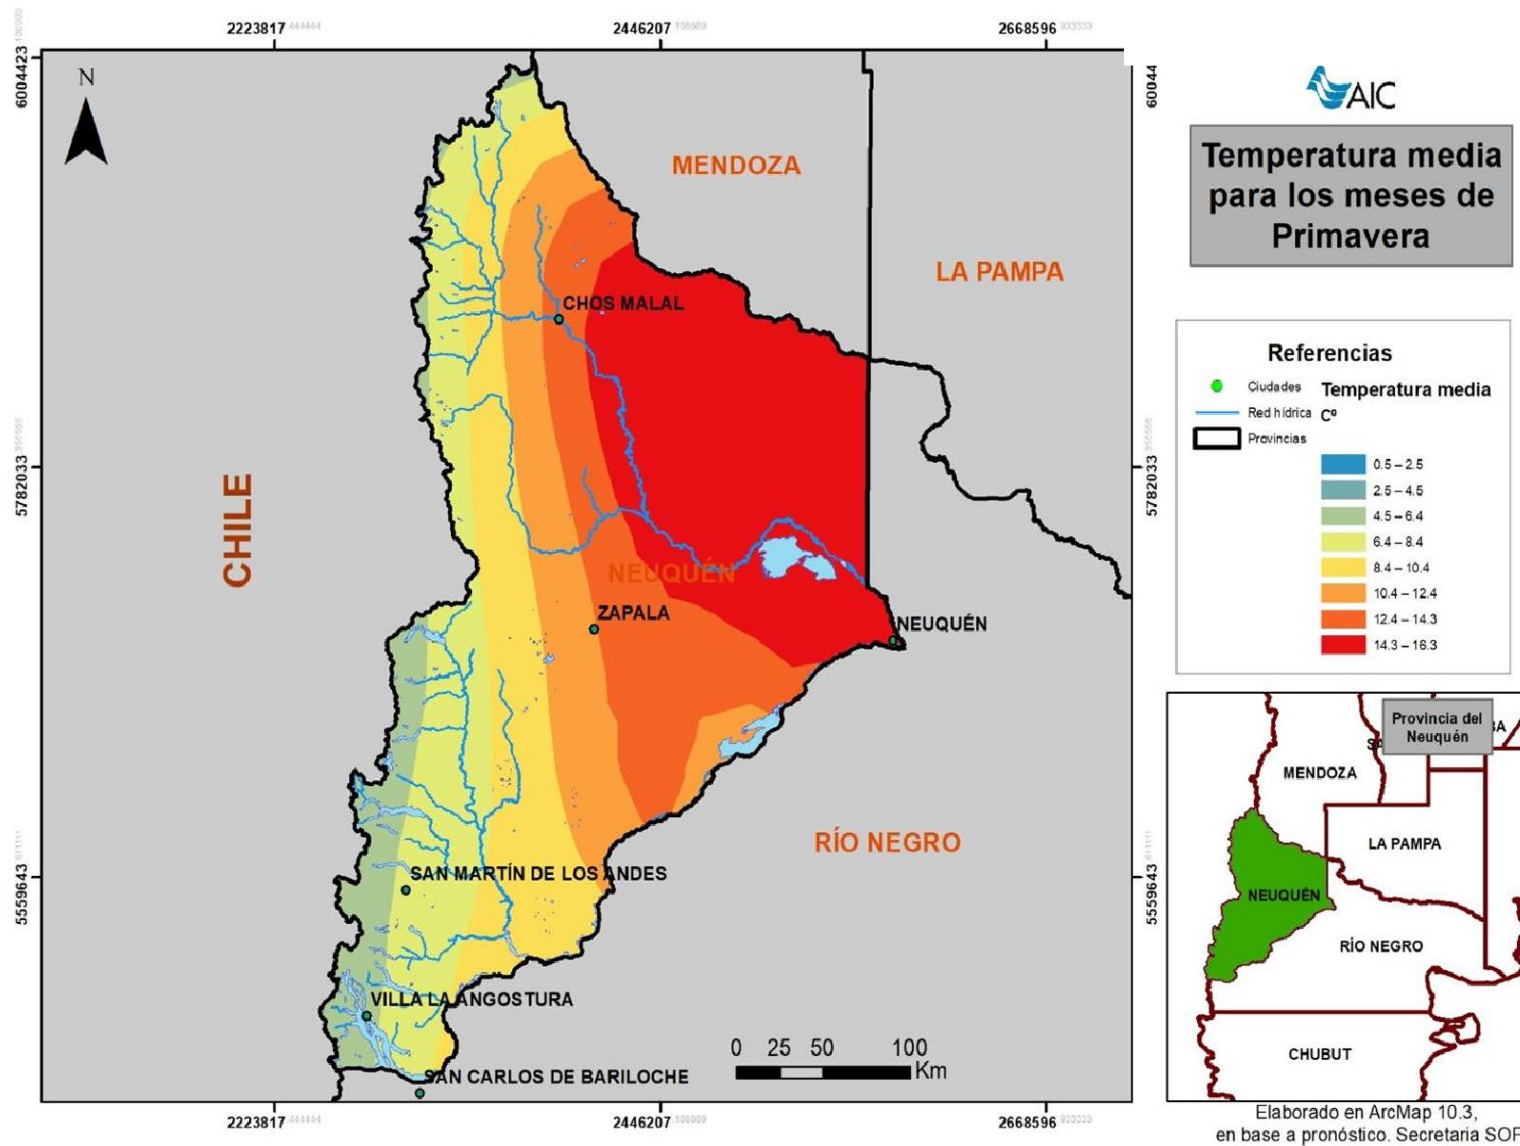 2223817
2446207
2668596
6004423
60044
N
AIC
Temperatura media
para los meses de
Primavera
MENDOZA
LA PAMPA
CHOS MALAL
Referencias
Ciudades
Temperatura media
Red hídrica
Cº
Provincias
0.5 – 2.5
2.5 – 4.5
4.5 – 6.4
6.4 – 8.4
8.4 – 10.4
10.4 – 12.4
12.4 – 14.3
14.3 – 16.3
5782033
5782033
CHILE
NEUQUÉN
ZAPALA
NEUQUÉN
RÍO NEGRO
5559643
5559643
SAN MARTÍN DE LOS ANDES
VILLA LA ANGOSTURA
SAN CARLOS DE BARILOCHE
0 25 50 100
Km
2223817
2446207
2668596
Provincia del
Neuquén
MENDOZA
LA PAMPA
NEUQUÉN
RÍO NEGRO
CHUBUT
Elaborado en ArcMap 10.3,
en base a pronóstico. Secretaria SOF